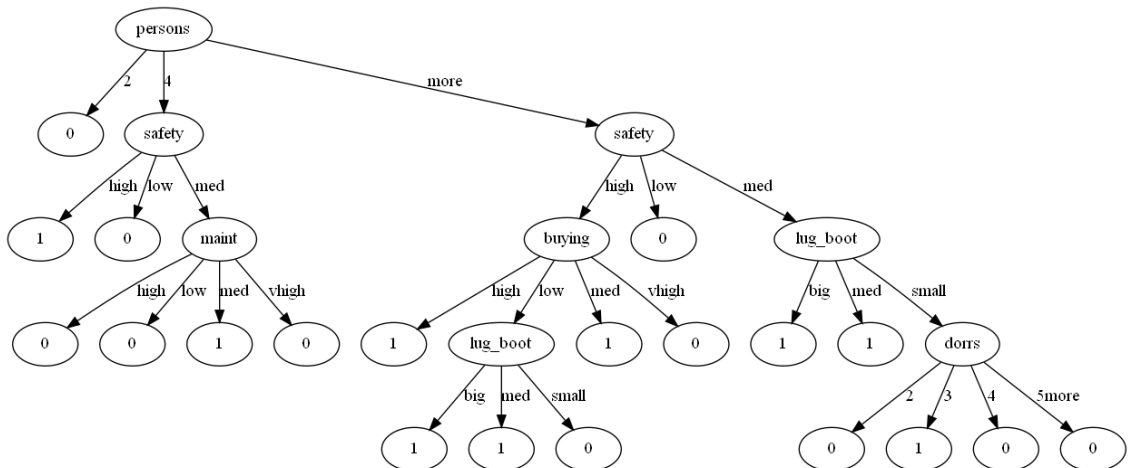 persons
2 4 more
0 safety safety
high low med high low med
1 0 maint buying 0 lug_boot
high low med vhigh high low med vhigh big med small
0 0 1 0 1 lug_boot 1 0 1 1 dorrs
big med small 2 3 4 5more
1 1 0 0 1 0 0